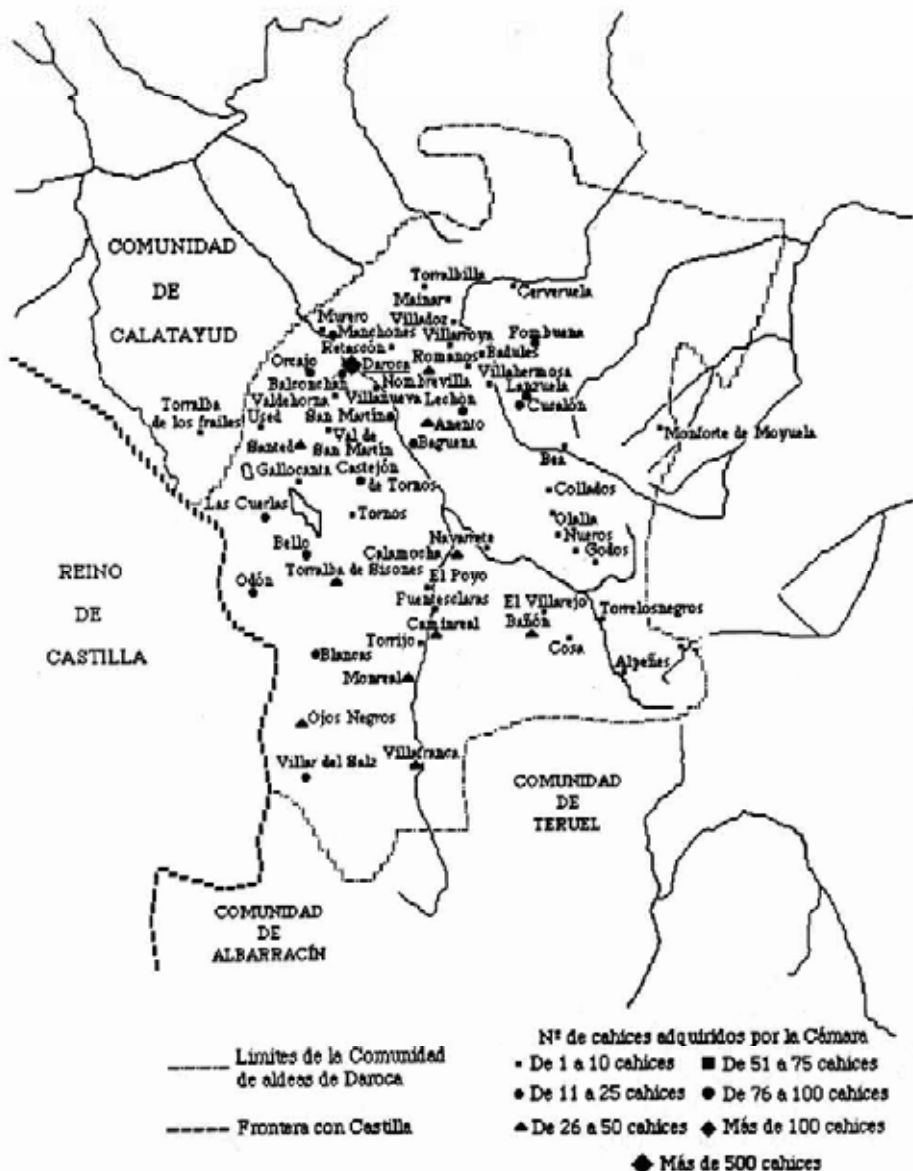 COMUNIDAD
DE
CALATAYUD
Torralbilla
Mainar
Cerveruela
Murero
Villadoz
Manchones
Villarroya
Fombuena
Retascón
Romanos
Badules
Orcajo
Daroca
Villahermosa
Balconchán
Nombrevilla
Lanzuela
Valdehorna
Villanueva
Lechón
Cucalón
Torralba
de los frailes
Used
San Martín
Anento
Monforte de Moyuela
Santed
Val de
San Martín
Baguena
Bea
Gallocanta
Castejón
de Tornos
Collados
Las Cuerlas
Tornos
Olalla
Nueros
Bello
Navarrete
Godos
Calamocha
REINO
DE
CASTILLA
Torralba de Sisones
Odón
El Poyo
Fuentesclaras
El Villarejo
Torrelosnegros
Caminreal
Bañón
Torrijo
Cosa
Blancas
Alpeñes
Monreal
Ojos Negros
Villar del Salz
Villafranca
COMUNIDAD
DE
TERUEL
COMUNIDAD
DE
ALBARRACÍN
Límites de la Comunidad
de aldeas de Daroca
Frontera con Castilla
Nº de cahices adquiridos por la Cámara
De 1 a 10 cahices
De 51 a 75 cahices
De 11 a 25 cahices
De 76 a 100 cahices
De 26 a 50 cahices
Más de 100 cahices
Más de 500 cahices